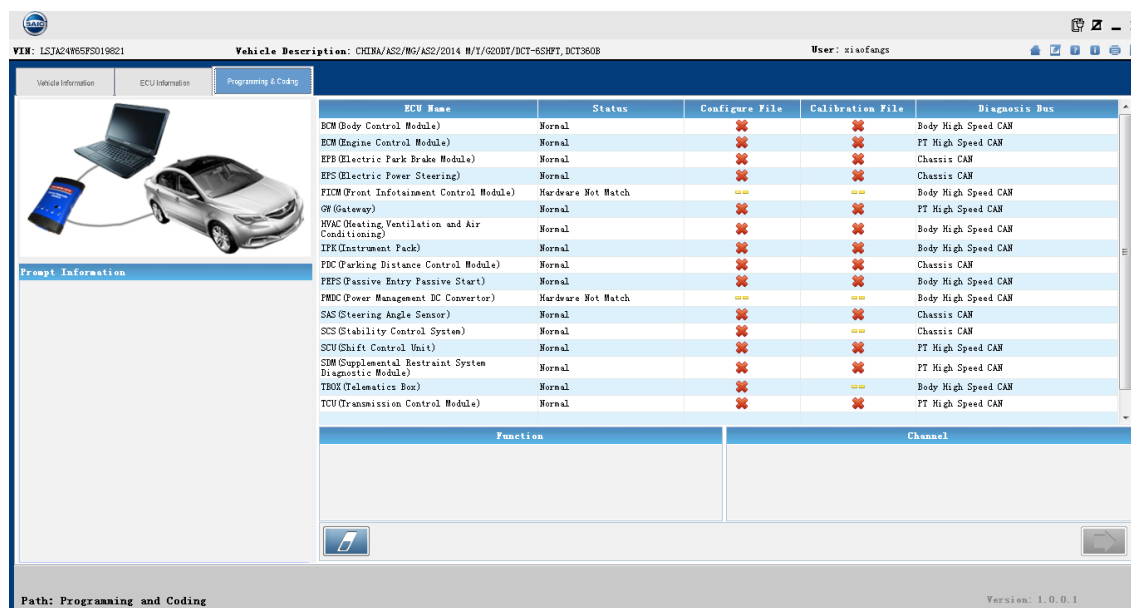 SAIC
VIN: LSJA24W65FS019821 Vehicle Description: CHINA/AS2/MG/AS2/2014 M/Y/G20DT/DCT-6SHFT,DCT360B User: xiaofangs
Vehicle Information ECU Information Programming & Coding
ECU Name Status Configure File Calibration File Diagnosis Bus
BCM(Body Control Module) Normal Body High Speed CAN
ECM(Engine Control Module) Normal PT High Speed CAN
EPB(Electric Park Brake Module) Normal Chassis CAN
EPS(Electric Power Steering) Normal Chassis CAN
FICM(Front Infotainment Control Module) Hardware Not Match Body High Speed CAN
GW(Gateway) Normal PT High Speed CAN
HVAC(Heating,Ventilation and Air
Conditioning) Normal Body High Speed CAN
IPK(Instrument Pack) Normal Body High Speed CAN
PDC(Parking Distance Control Module) Normal Chassis CAN
PEPS(Passive Entry Passive Start) Normal Body High Speed CAN
PMDC(Power Management DC Convertor) Hardware Not Match Body High Speed CAN
SAS(Steering Angle Sensor) Normal Chassis CAN
SCS(Stability Control System) Normal Chassis CAN
SCU(Shift Control Unit) Normal PT High Speed CAN
SDM(Supplemental Restraint System
Diagnostic Module) Normal PT High Speed CAN
TBOX(Telematics Box) Normal Body High Speed CAN
TCU(Transmission Control Module) Normal PT High Speed CAN
Prompt Information
Function Channel
Path: Programming and Coding Version: 1.0.0.1